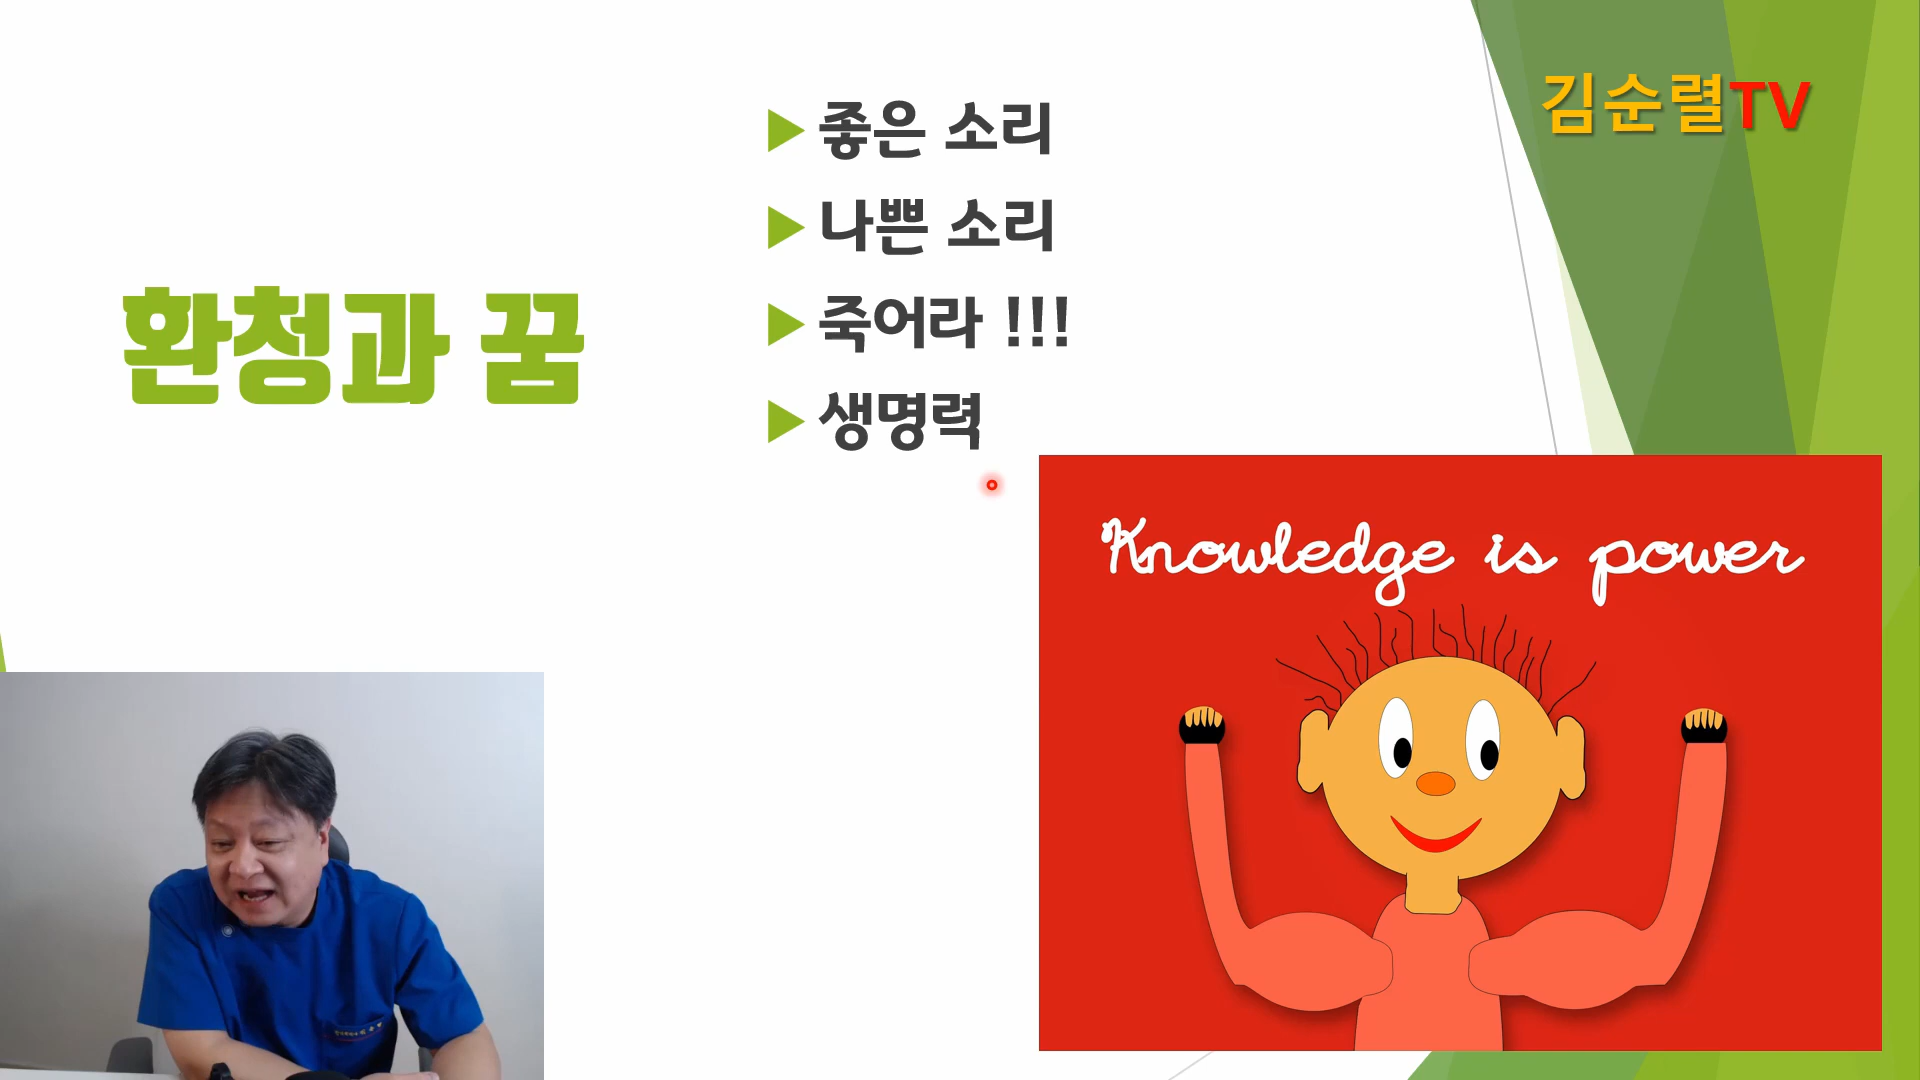 김순렬TV
환청과 꿈
좋은 소리
나쁜 소리
죽어라 !!!
생명력
Knowledge is power